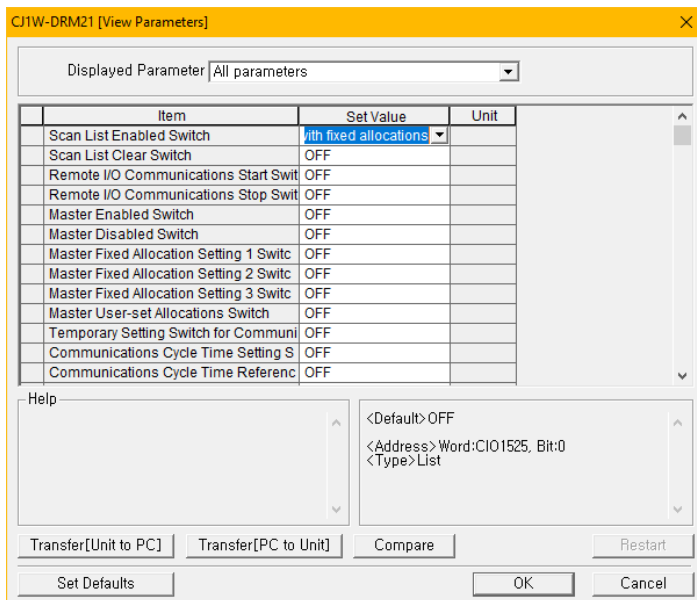 CJ1W-DRM21 [View Parameters]
Displayed Parameter All parameters
Item Set Value Unit
Scan List Enabled Switch with fixed allocations
Scan List Clear Switch OFF
Remote I/O Communications Start Swit OFF
Remote I/O Communications Stop Swit OFF
Master Enabled Switch OFF
Master Disabled Switch OFF
Master Fixed Allocation Setting 1 Switc OFF
Master Fixed Allocation Setting 2 Switc OFF
Master Fixed Allocation Setting 3 Switc OFF
Master User-set Allocations Switch OFF
Temporary Setting Switch for Communi OFF
Communications Cycle Time Setting S OFF
Communications Cycle Time Referenc OFF
Help
<Default>OFF
<Address>Word:CIO1525, Bit:0
<Type>List
Transfer[Unit to PC] Transfer[PC to Unit] Compare Restart
Set Defaults OK Cancel